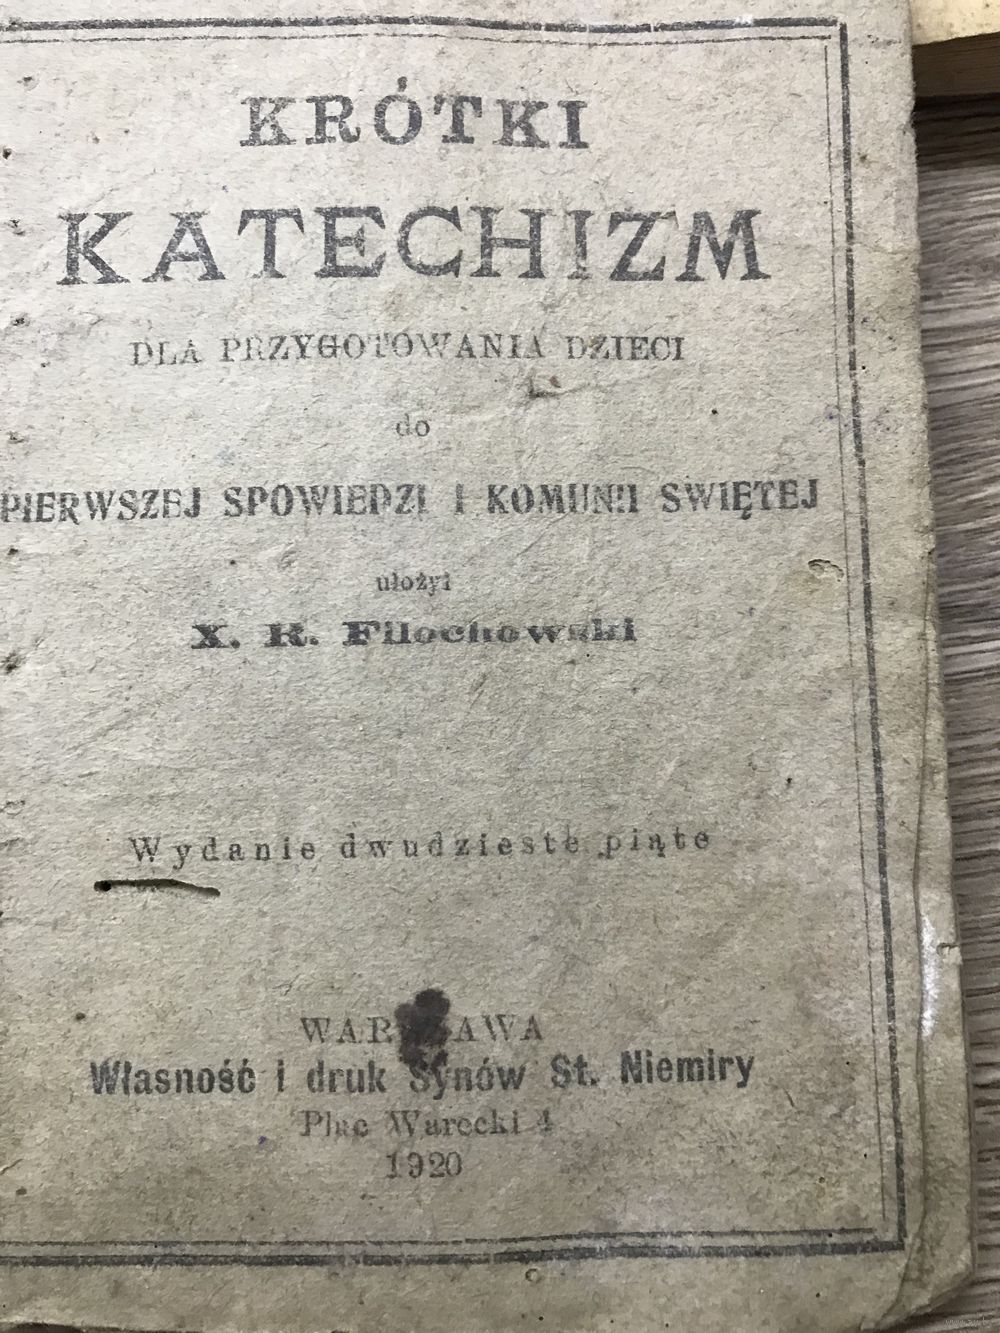 KRÓTKI
KATECHIZM
DLA PRZYGOTOWANIA DZIECI
do
PIERWSZEJ SPOWIEDZI I KOMUNII SWIĘTEJ
ułożył
X. R. Filochowski
Wydanie dwudzieste piąte
WARSZAWA
Własność i druk Synów St. Niemiry
Plac Warecki 4
1920